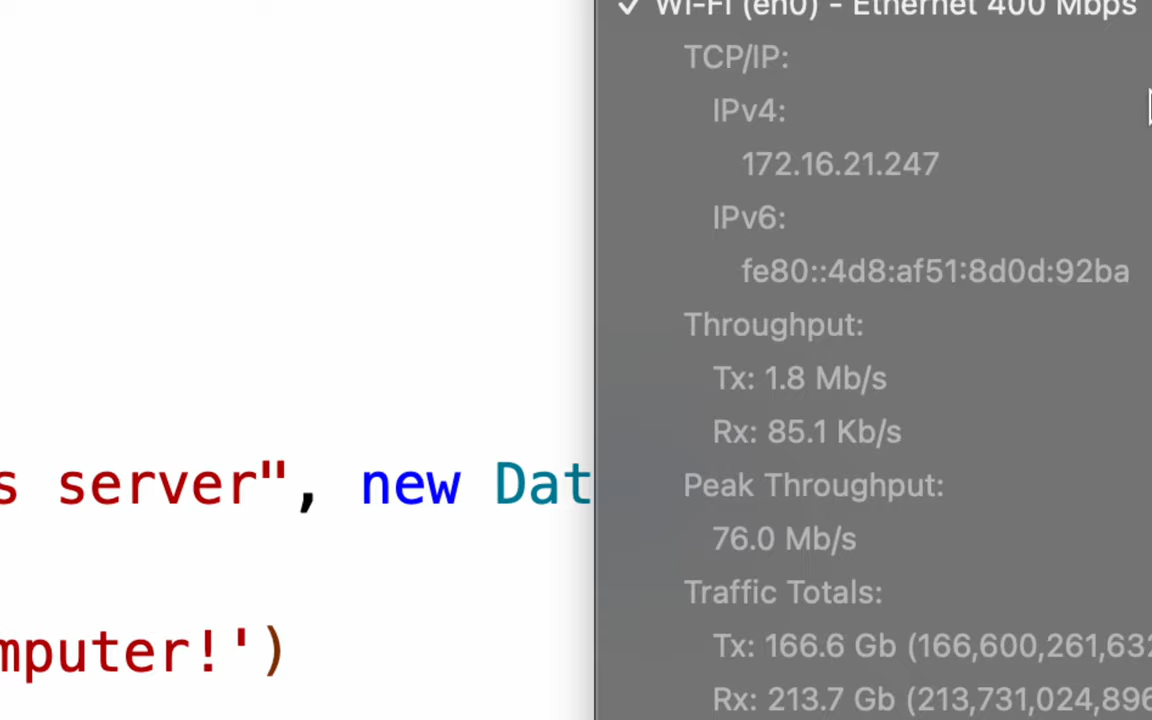 ✓ Wi-Fi (en0) - Ethernet 400 Mbps
TCP/IP:
IPv4:
172.16.21.247
IPv6:
fe80::4d8:af51:8d0d:92ba
Throughput:
Tx: 1.8 Mb/s
Rx: 85.1 Kb/s
s server", new Dat
Peak Throughput:
76.0 Mb/s
Traffic Totals:
mputer!')
Tx: 166.6 Gb (166,600,261,632
Rx: 213.7 Gb (213,731,024,896